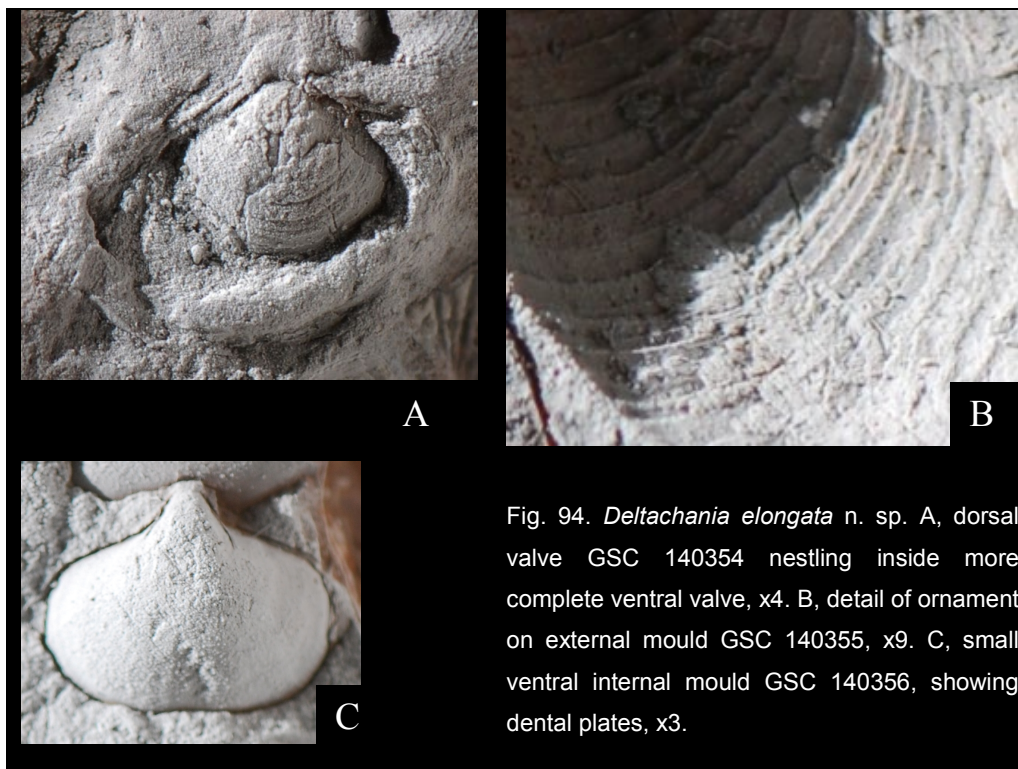 A
B
C
Fig. 94. Deltachania elongata n. sp. A, dorsal
valve GSC 140354 nestling inside more
complete ventral valve, x4. B, detail of ornament
on external mould GSC 140355, x9. C, small
ventral internal mould GSC 140356, showing
dental plates, x3.